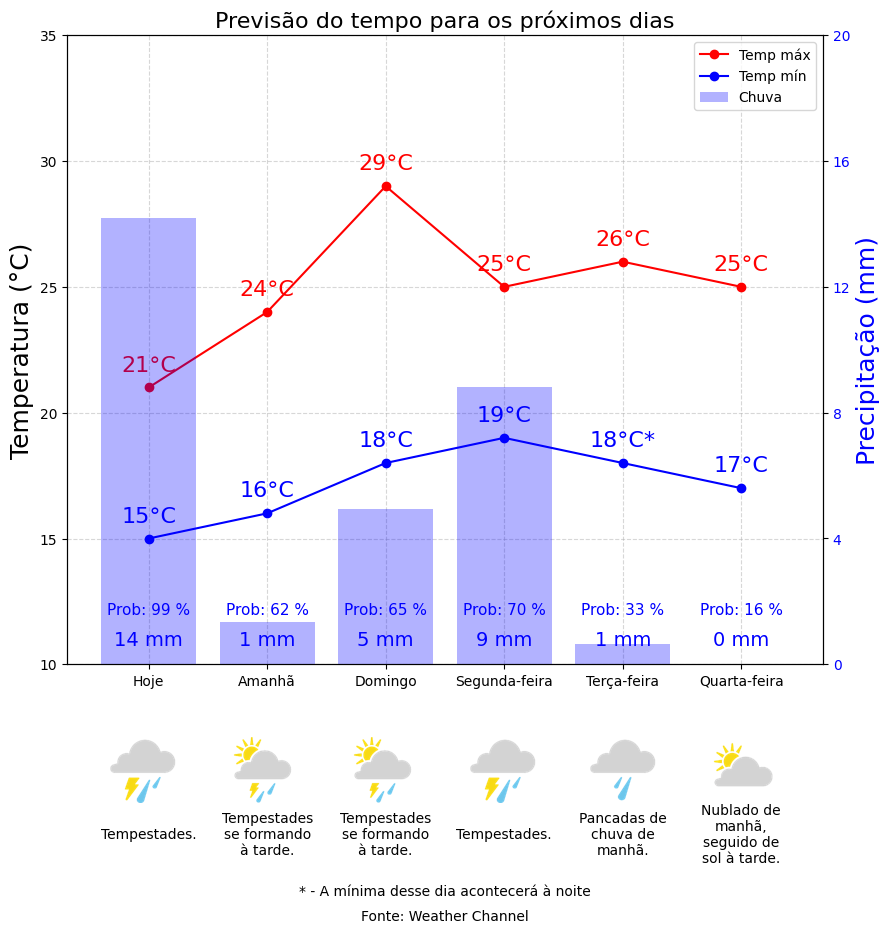 Previsão do tempo para os próximos dias
Temp máx
Temp mín
Chuva
Temperatura (°C)
Precipitação (mm)
35
30
25
20
15
10
20
16
12
8
4
0
21°C
24°C
29°C
25°C
26°C
25°C
15°C
16°C
18°C
19°C
18°C*
17°C
Prob: 99 %
Prob: 62 %
Prob: 65 %
Prob: 70 %
Prob: 33 %
Prob: 16 %
14 mm
1 mm
5 mm
9 mm
1 mm
0 mm
Hoje
Amanhã
Domingo
Segunda-feira
Terça-feira
Quarta-feira
Tempestades.
Tempestades
se formando
à tarde.
Tempestades
se formando
à tarde.
Tempestades.
Pancadas de
chuva de
manhã.
Nublado de
manhã,
seguido de
sol à tarde.
* - A mínima desse dia acontecerá à noite
Fonte: Weather Channel